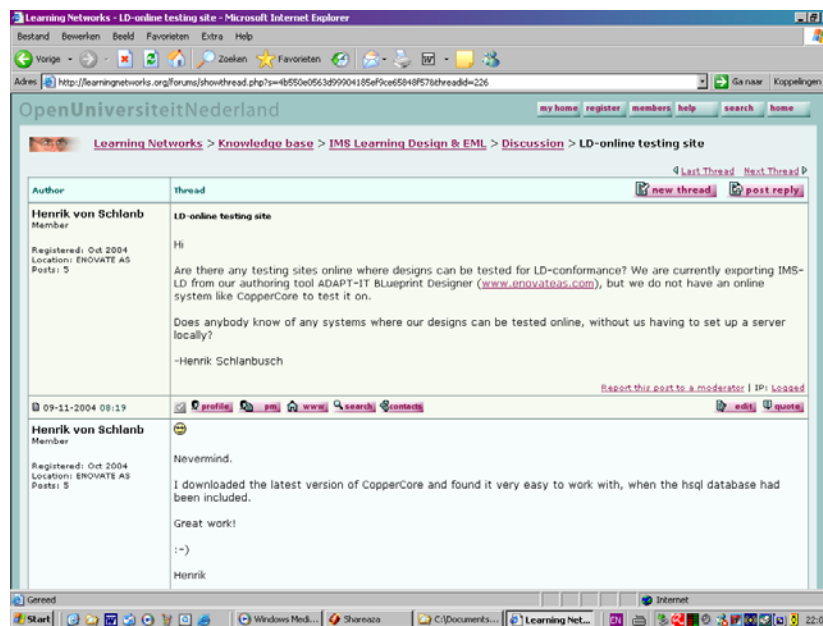 Learning Networks - LD-online testing site - Microsoft Internet Explorer
Bestand Bewerken Beeld Favorieten Extra Help
Vorige Zoeken Favorieten
Adres http://learningnetworks.org/forums/showthread.php?s=4b550e0563d99904185ef9ce65848f57&threadid=226 Ga naar Koppelingen
OpenUniversiteitNederland my home register members help search home
Learning Networks > Knowledge base > IMS Learning Design & EML > Discussion > LD-online testing site
Last Thread Next Thread
Author Thread new thread post reply
Henrik von Schlanb
Member
Registered: Oct 2004
Location: ENOVATE AS
Posts: 5
LD-online testing site
Hi
Are there any testing sites online where designs can be tested for LD-conformance? We are currently exporting IMS-
LD from our authoring tool ADAPT-IT BLueprint Designer (www.enovateas.com), but we do not have an online
system like CopperCore to test it on.
Does anybody know of any systems where our designs can be tested online, without us having to set up a server
locally?
-Henrik Schlanbusch
Report this post to a moderator | IP: Logged
09-11-2004 08:19 profile pm www search contacts edit quote
Henrik von Schlanb
Member
Registered: Oct 2004
Location: ENOVATE AS
Posts: 5
Nevermind.
I downloaded the latest version of CopperCore and found it very easy to work with, when the hsql database had
been included.
Great work!
:-)
Henrik
Gereed Internet
Start Windows Medi... Shareaza C:\Documents... Learning Net... EN 22:0